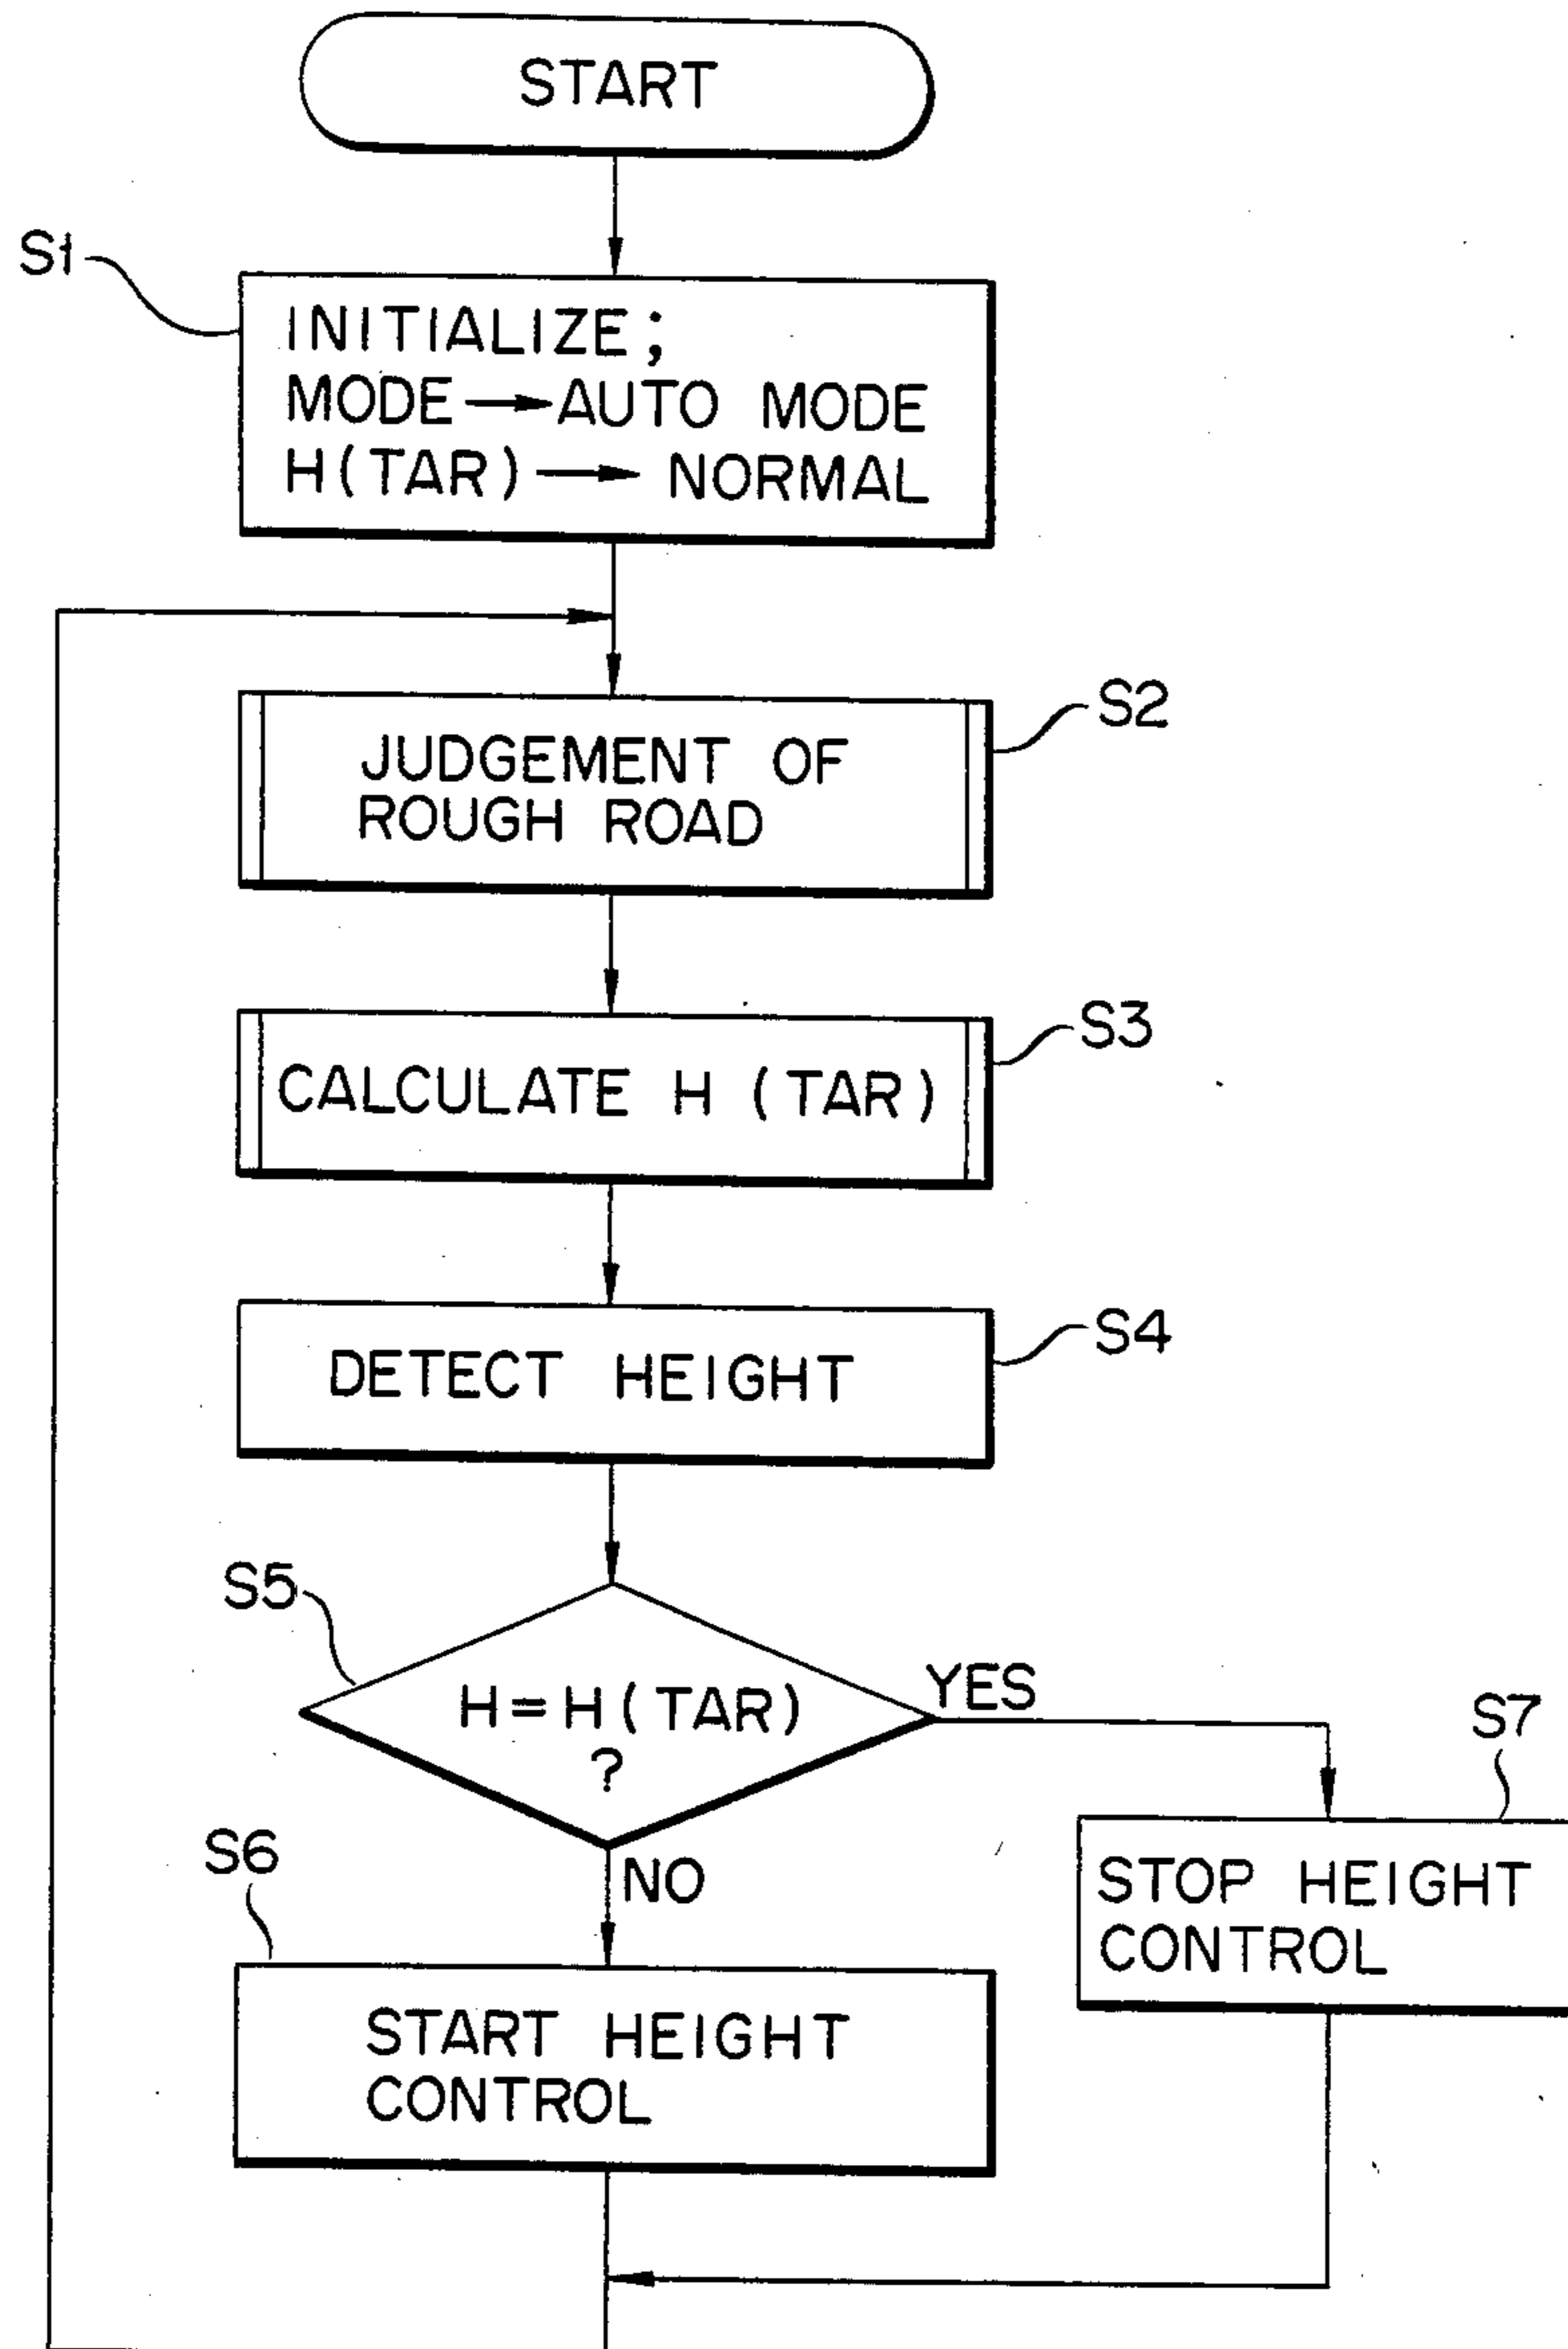 START
S1
INITIALIZE;
MODE→AUTO MODE
H(TAR)→ NORMAL
S2
JUDGEMENT OF
ROUGH ROAD
S3
CALCULATE H (TAR)
S4
DETECT HEIGHT
S5
H=H(TAR)
?
YES
NO
S7
STOP HEIGHT
CONTROL
S6
START HEIGHT
CONTROL